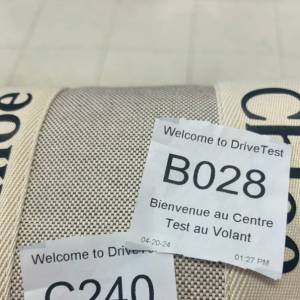 Welcome to DriveTest
B028
Bienvenue au Centre
Test au Volant
04-20-24
01:27 PM
Welcome to DriveTe
C240